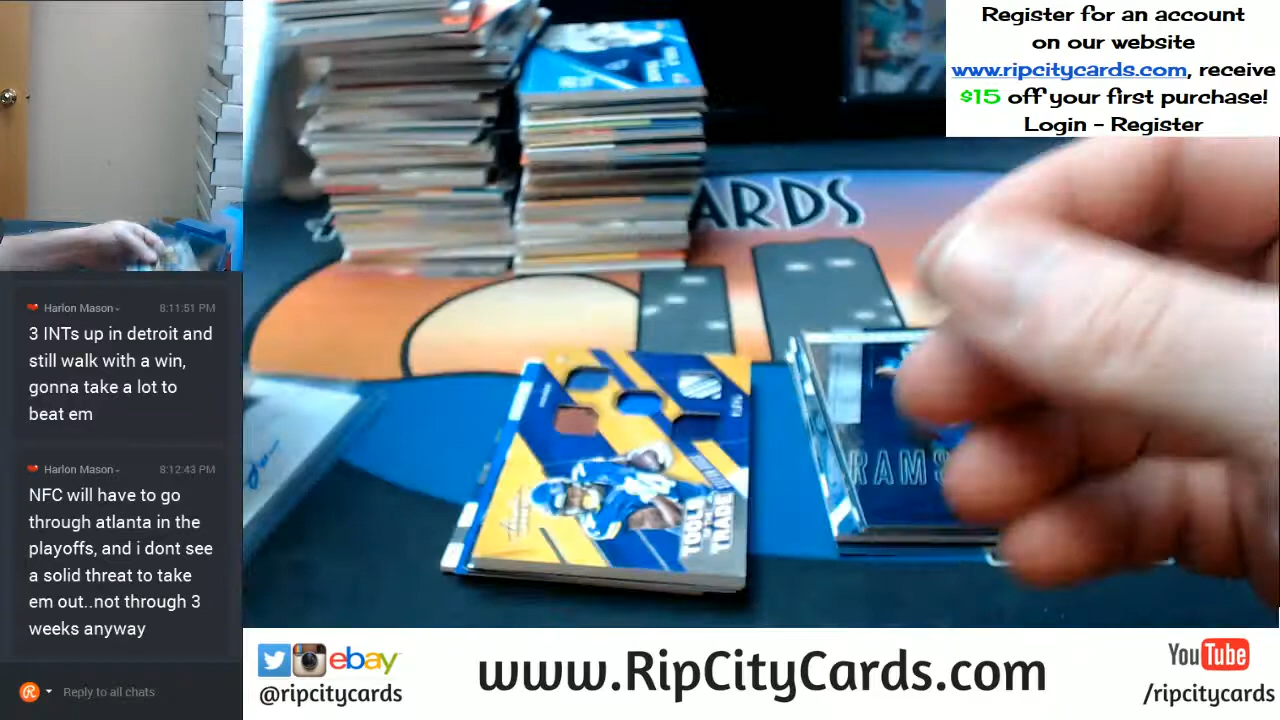 Register for an account
on our website
www.ripcitycards.com, receive
$15 off your first purchase!
Login - Register
Harlon Mason
8:11:51 PM
3 INTs up in detroit and
still walk with a win,
gonna take a lot to
beat em
Harlon Mason
8:12:43 PM
NFC will have to go
through atlanta in the
playoffs, and i dont see
a solid threat to take
em out..not through 3
weeks anyway
Reply to all chats
ARDS
RAMS
TOOLS
TRADE
ebay
@ripcitycards
www.RipCityCards.com
YouTube
/ripcitycards